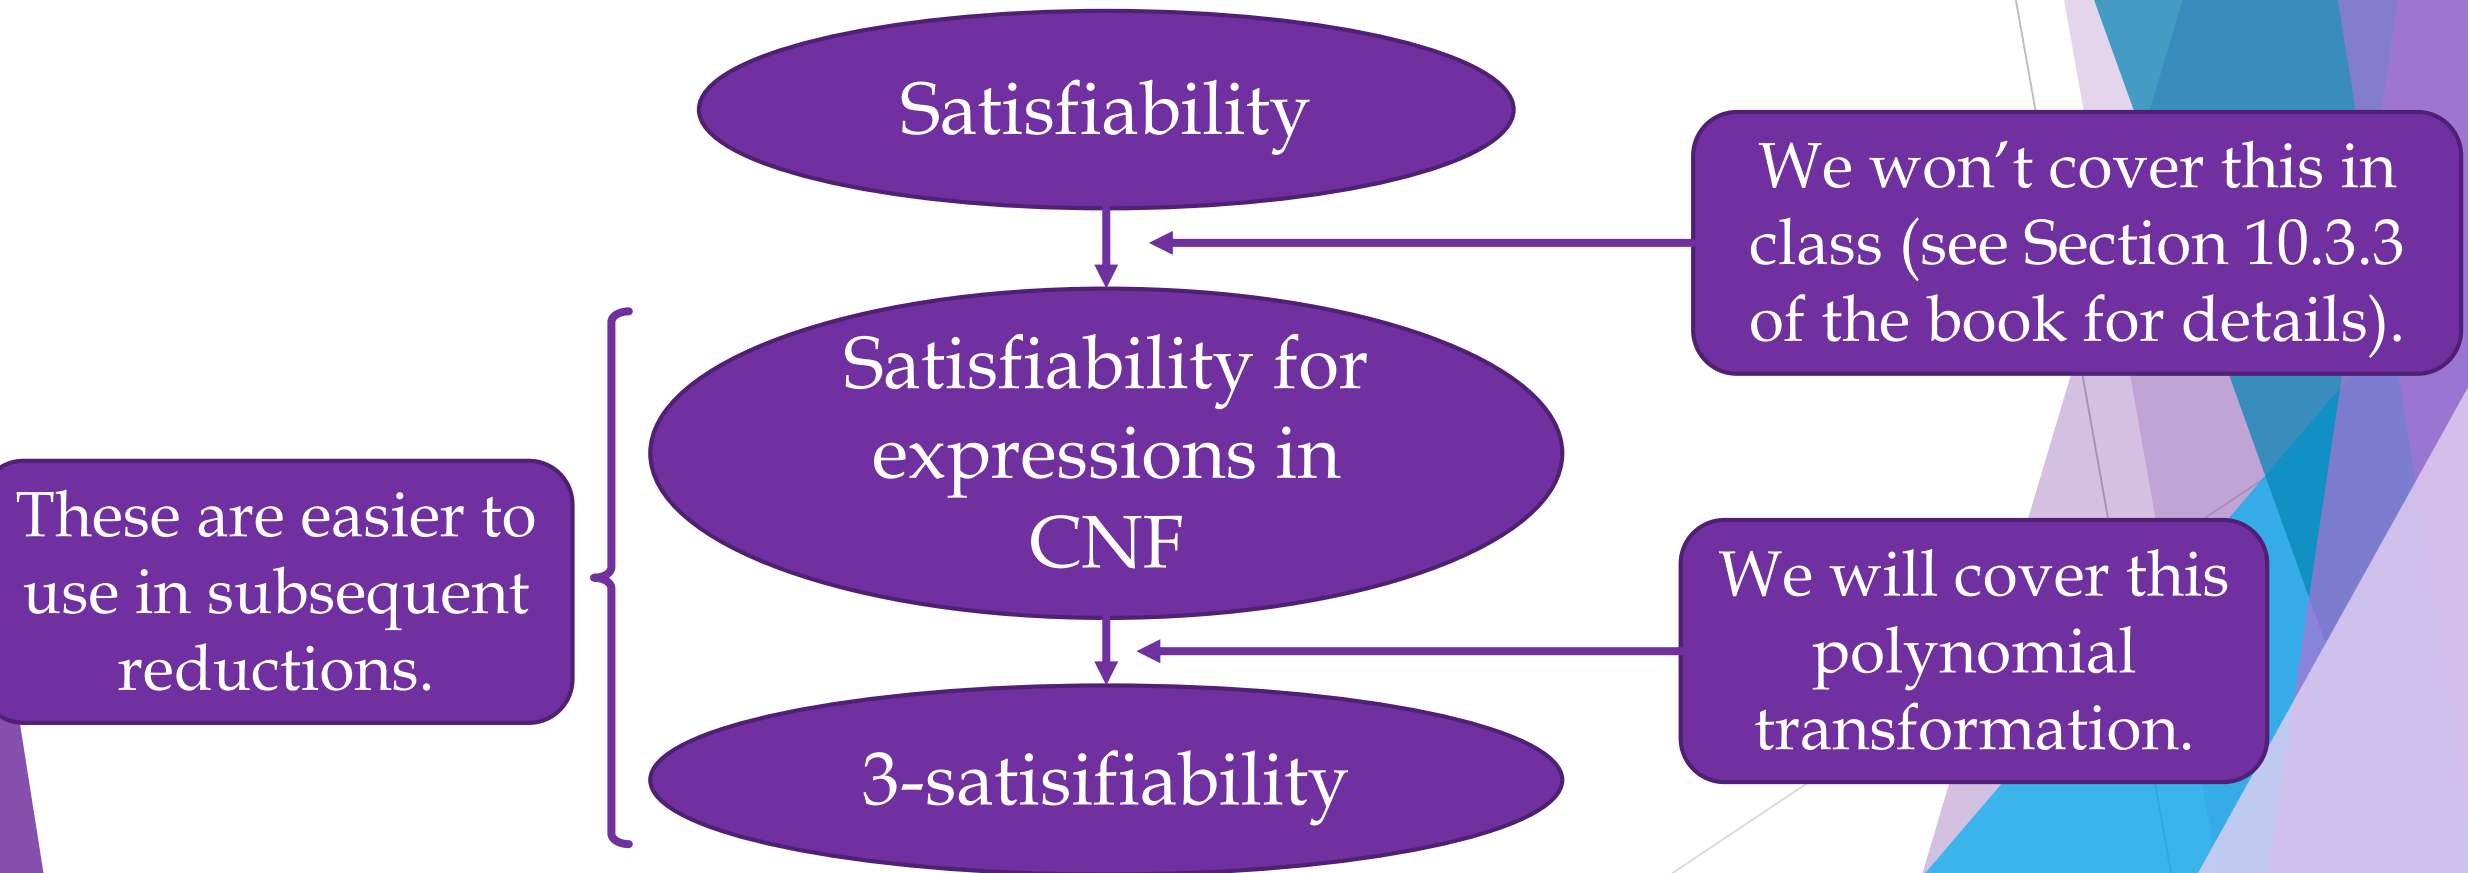 Satisfiability
We won’t cover this in
class (see Section 10.3.3
of the book for details).
Satisfiability for
expressions in
CNF
These are easier to
use in subsequent
reductions.
We will cover this
polynomial
transformation.
3-satisifiability